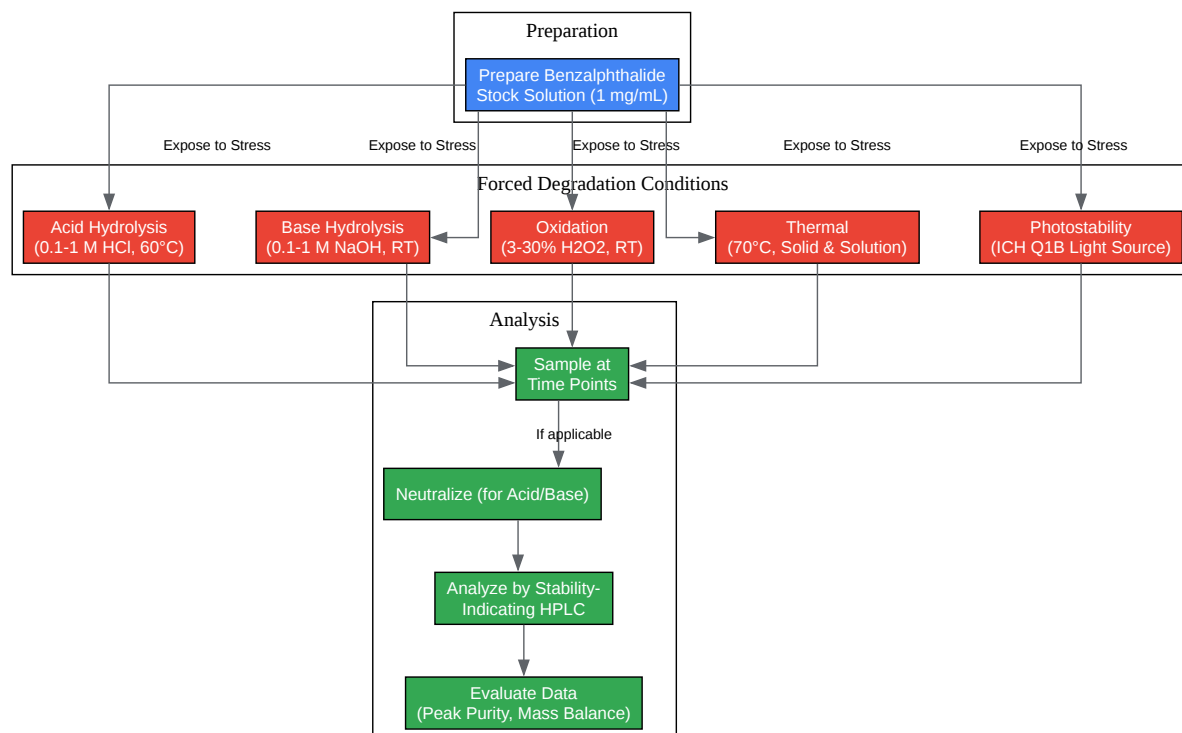 Preparation
Prepare Benzalphthalide
Stock Solution (1 mg/mL)
Expose to Stress
Expose to Stress
Expose to Stress
Expose to Stress
Expose to Stress
Forced Degradation Conditions
Acid Hydrolysis
(0.1-1 M HCl, 60°C)
Base Hydrolysis
(0.1-1 M NaOH, RT)
Oxidation
(3-30% H2O2, RT)
Thermal
(70°C, Solid & Solution)
Photostability
(ICH Q1B Light Source)
Analysis
Sample at
Time Points
If applicable
Neutralize (for Acid/Base)
Analyze by Stability-
Indicating HPLC
Evaluate Data
(Peak Purity, Mass Balance)